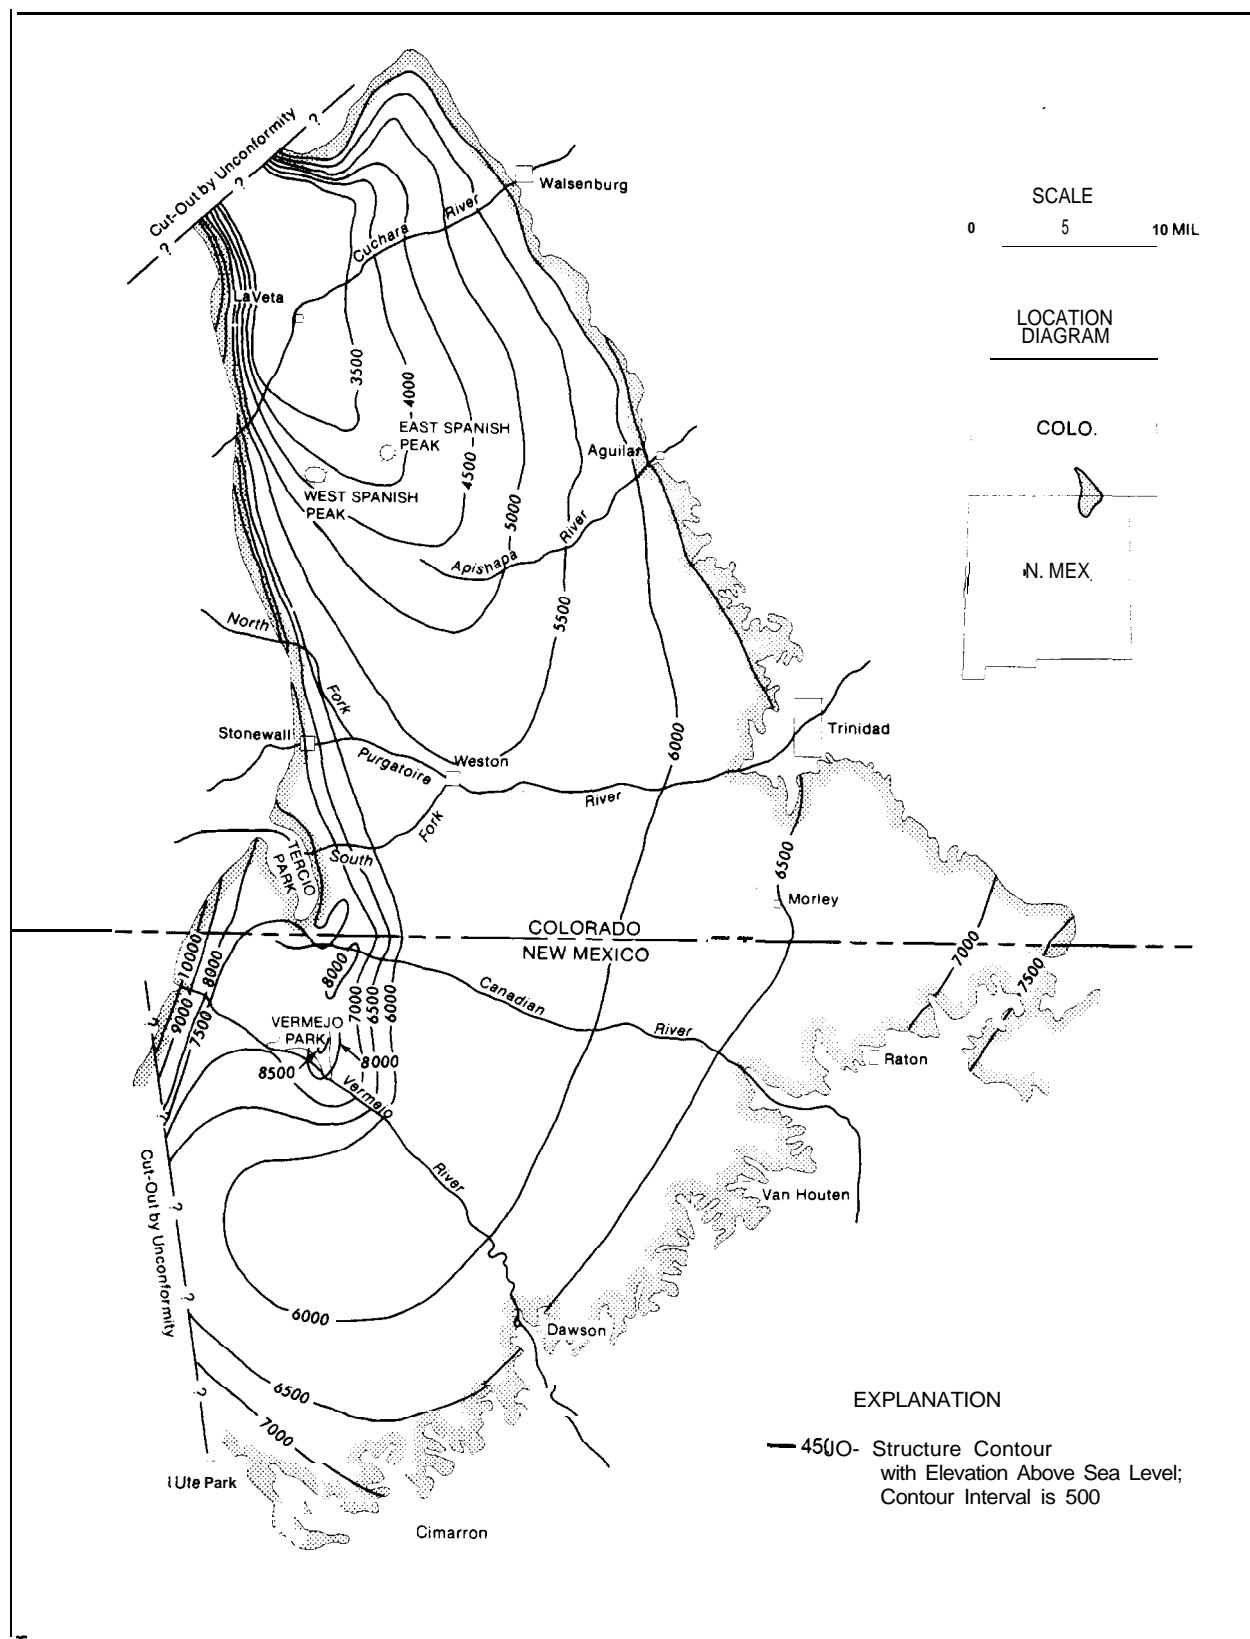 Cut-Out by Unconformity
?
?
?
Walsenburg
Cuchara River
LaVeta
3500
4000
EAST SPANISH
PEAK
4500
WEST SPANISH
PEAK
5000
Aguilar
Apishapa River
5500
North Fork
6000
Stonewall
Purgatoire River
Weston
Trinidad
South Fork
TERCIO
PARK
6500
Morley
COLORADO
NEW MEXICO
10000
9000
8000
7500
8000
7000
6500
6000
Canadian River
7000
7500
VERMEJO
PARK
8500
8000
Vermejo River
Raton
Van Houten
?
?
?
?
?
?
Cut-Out by Unconformity
6000
Dawson
6500
7000
Ute Park
Cimarron
SCALE
0 5 10 MIL
LOCATION
DIAGRAM
COLO.
N. MEX
EXPLANATION
Structure Contour
with Elevation Above Sea Level;
Contour Interval is 500